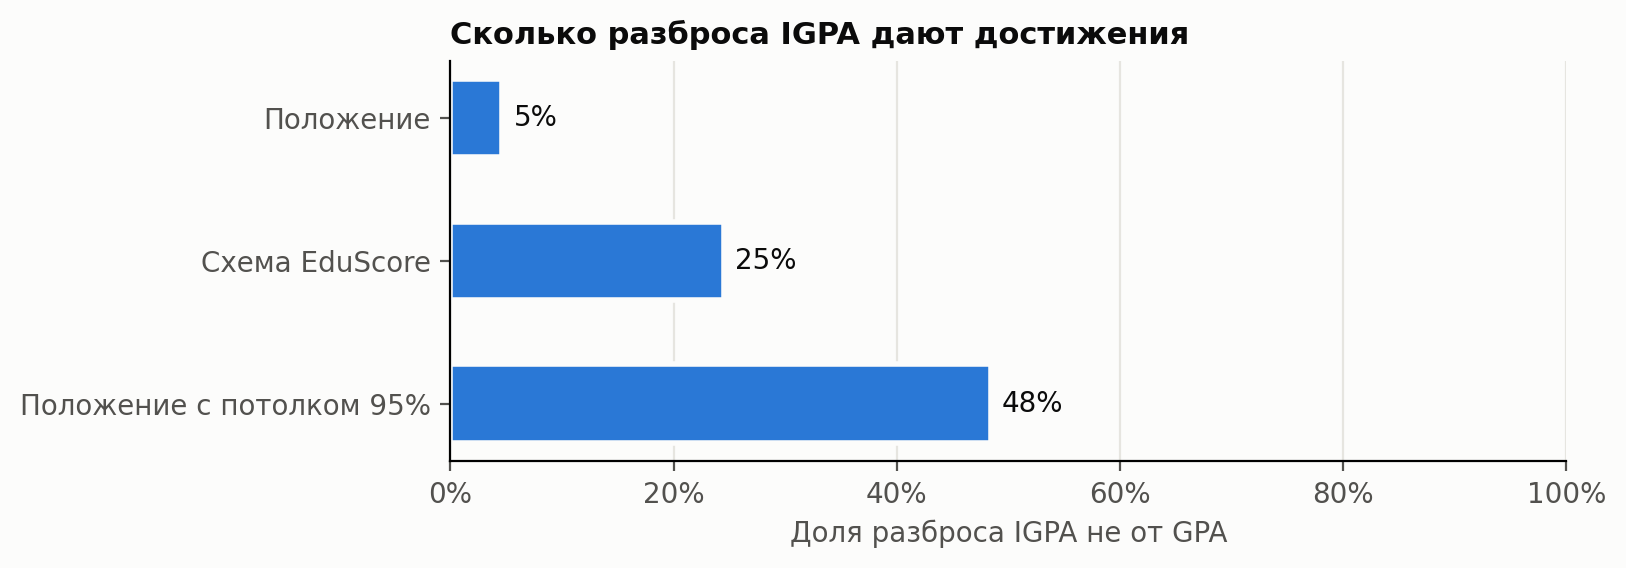 Сколько разброса IGPA дают достижения
Положение
5%
Схема EduScore
25%
Положение с потолком 95%
48%
0%
20%
40%
60%
80%
100%
Доля разброса IGPA не от GPA